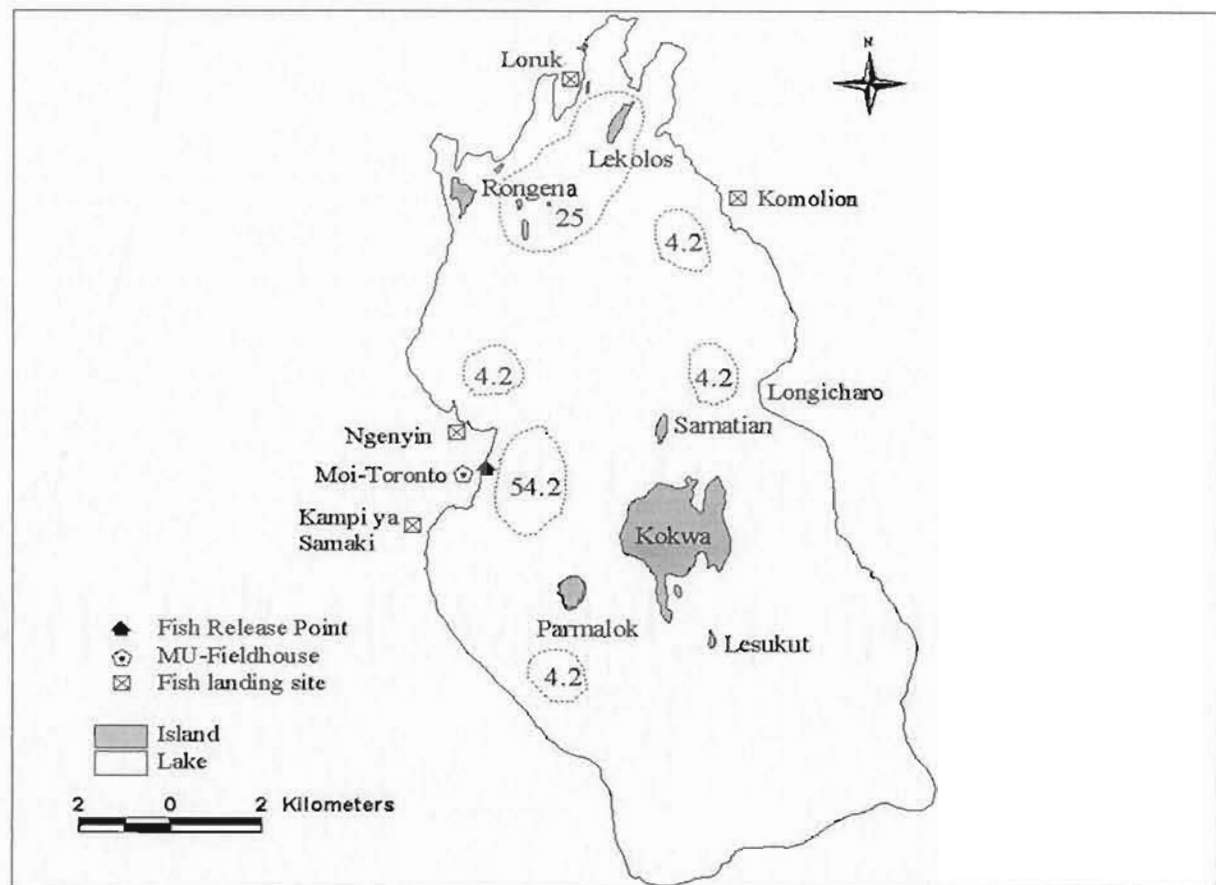 N
Loruk
Lekolos
Rongena
25
Komolion
4.2
4.2
4.2
Longicharo
Samatian
Ngenyin
Moi-Toronto
54.2
Kampi ya
Samaki
Kokwa
Parmalok
Lesukut
4.2
Fish Release Point
MU-Fieldhouse
Fish landing site
Island
Lake
2 0 2 Kilometers